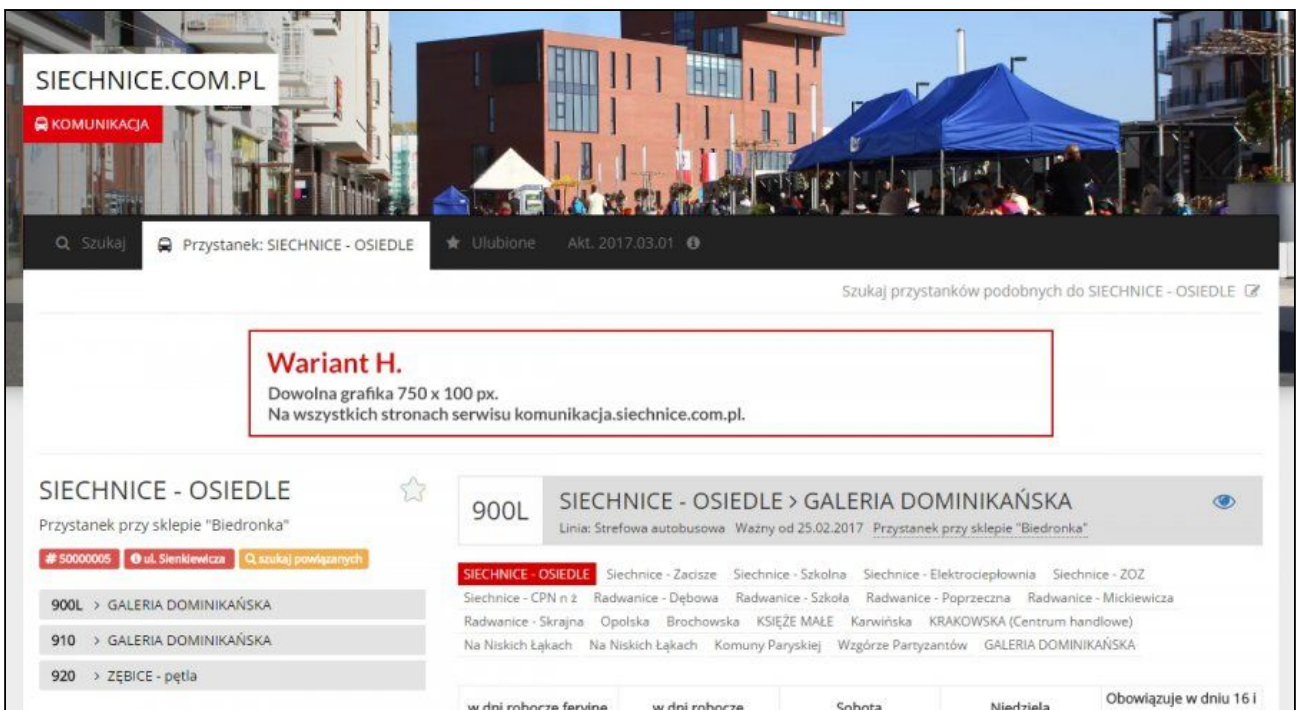 SIECHNICE.COM.PL
KOMUNIKACJA
Szukaj Przystanek: SIECHNICE - OSIEDLE Ulubione Akt. 2017.03.01
Szukaj przystanków podobnych do SIECHNICE - OSIEDLE
Wariant H.
Dowolna grafika 750 x 100 px.
Na wszystkich stronach serwisu komunikacja.siechnice.com.pl.
SIECHNICE - OSIEDLE
Przystanek przy sklepie "Biedronka"
# 50000005 ul. Sienkiewicza szukaj powiązanych
900L > GALERIA DOMINIKAŃSKA
910 > GALERIA DOMINIKAŃSKA
920 > ZĘBICE - pętla
900L
SIECHNICE - OSIEDLE > GALERIA DOMINIKAŃSKA
Linia: Strefowa autobusowa Ważny od 25.02.2017 Przystanek przy sklepie "Biedronka"
SIECHNICE - OSIEDLE Siechnice - Zacisze Siechnice - Szkolna Siechnice - Elektrociepłownia Siechnice - ZOZ
Siechnice - CPN n ż Radwanice - Dębowa Radwanice - Szkoła Radwanice - Poprzeczna Radwanice - Mickiewicza
Radwanice - Skrajna Opolska Brochowska KSIĘŻE MAŁE Karwińska KRAKOWSKA (Centrum handlowe)
Na Niskich Łąkach Na Niskich Łąkach Komuny Paryskiej Wzgórze Partyzantów GALERIA DOMINIKAŃSKA
w dni robocze feryjne w dni robocze Sobota Niedziela Obowiązuje w dniu 16 i